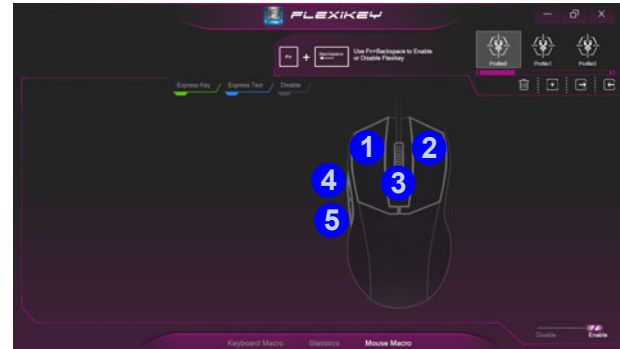 FLEXIKEY
Fn + Backspace Use Fn+Backspace to Enable
or Disable Flexikey
Profile0 Profile1 Profile2
Express Key Express Text Disable
1 2
3
4
5
Disable Enable
Keyboard Macro Statistics Mouse Macro